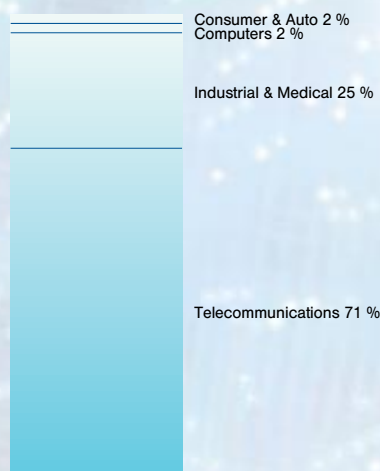 Consumer & Auto 2 %
Computers 2 %
Industrial & Medical 25 %
Telecommunications 71 %